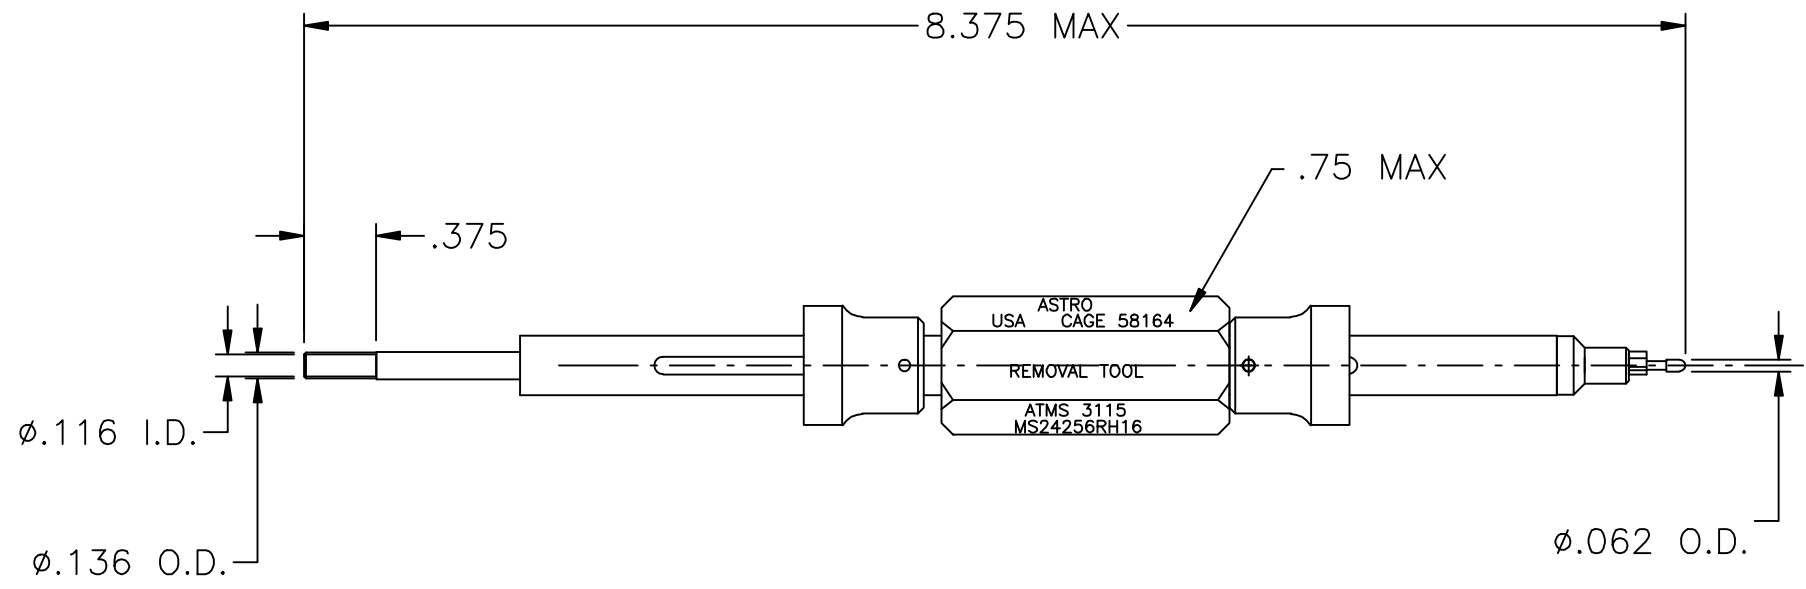 8.375 MAX
.75 MAX
.375
ASTRO
USA CAGE 58164
REMOVAL TOOL
ATMS 3115
MS24256RH16
ø.116 I.D.
ø.136 O.D.
ø.062 O.D.